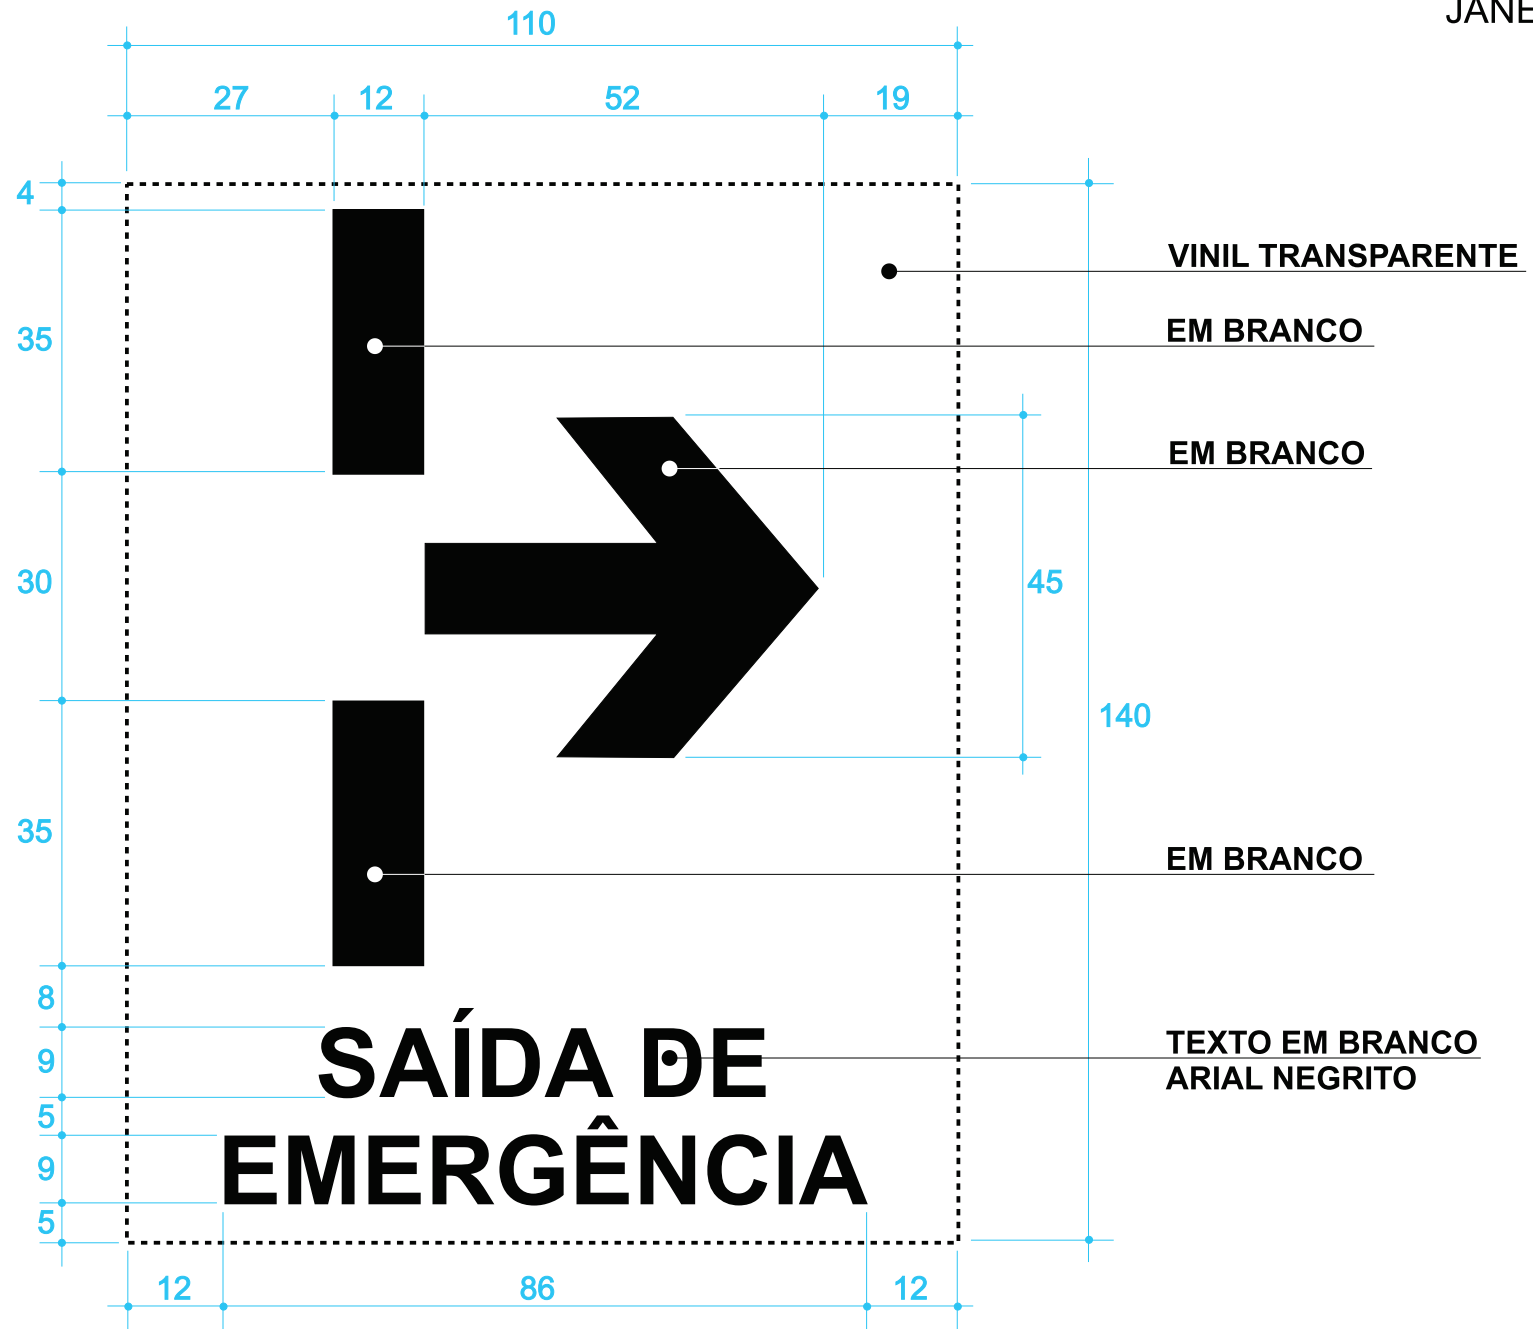 JANE
110
27 12 52 19
4
VINIL TRANSPARENTE
EM BRANCO
35
EM BRANCO
30
45
140
35
EM BRANCO
8
SAÍDA DE
9
TEXTO EM BRANCO
ARIAL NEGRITO
5
EMERGÊNCIA
9
5
12 86 12